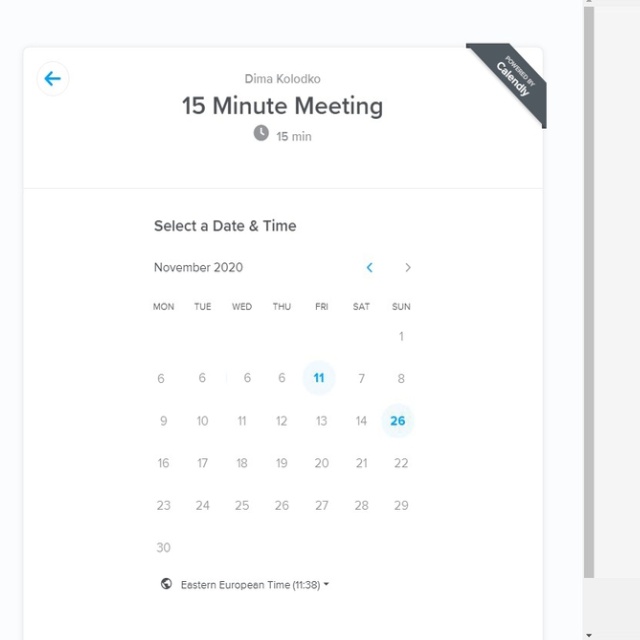 POWERED BY
Calendly
Dima Kolodko
15 Minute Meeting
15 min
Select a Date & Time
November 2020
MON TUE WED THU FRI SAT SUN
1
6 6 6 6 11 7 8
9 10 11 12 13 14 26
16 17 18 19 20 21 22
23 24 25 26 27 28 29
30
Eastern European Time (11:38)